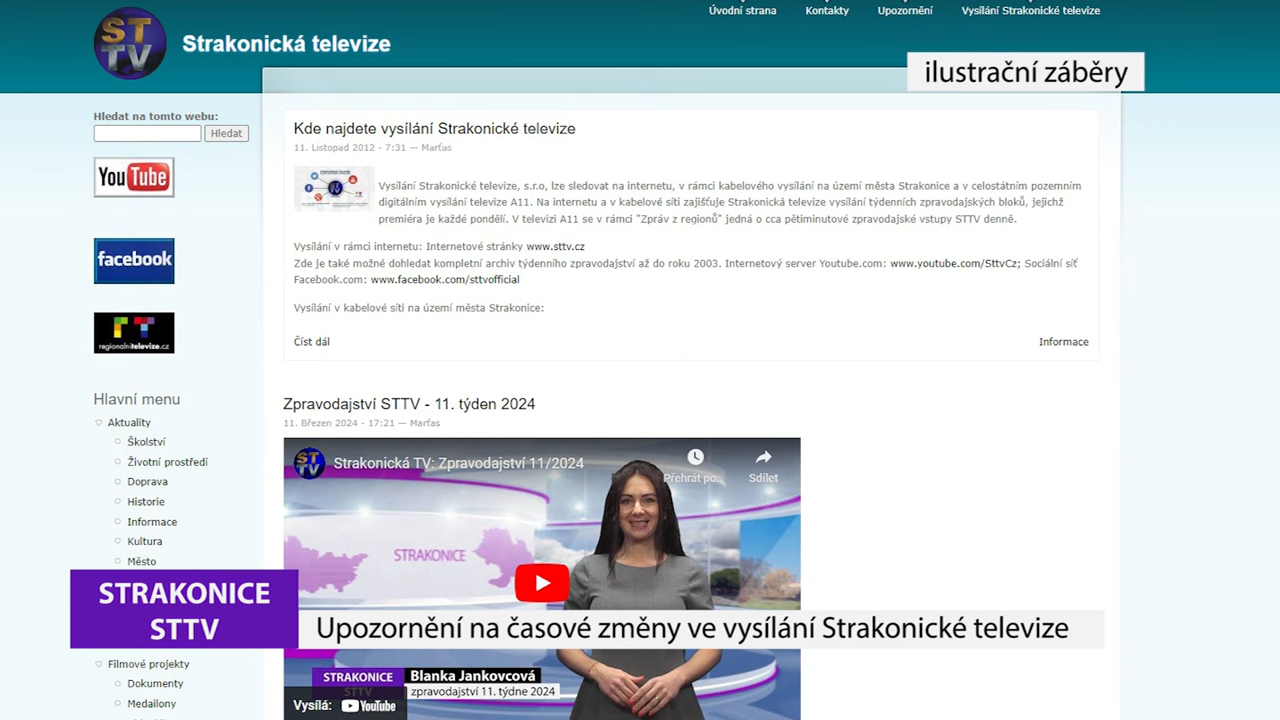 Úvodní strana
Kontakty
Upozornění
Vysílání Strakonické televize
ST
TV
Strakonická televize
ilustrační záběry
Hledat na tomto webu:
Hledat
YouTube
facebook
rt
regionalnitelevize.cz
Hlavní menu
Aktuality
Školství
Životní prostředí
Doprava
Historie
Informace
Kultura
Město
Filmové projekty
Dokumenty
Medailony
Kde najdete vysílání Strakonické televize
11. Listopad 2012 - 7:31 — Marťas
Vysílání Strakonické televize, s.r.o, lze sledovat na internetu, v rámci kabelového vysílání na území města Strakonice a v celostátním pozemním
digitálním vysílání televize A11. Na internetu a v kabelové síti zajišťuje Strakonická televize vysílání týdenních zpravodajských bloků, jejichž
premiéra je každé pondělí. V televizi A11 se v rámci "Zpráv z regionů" jedná o cca pětiminutové zpravodajské vstupy STTV denně.
Vysílání v rámci internetu: Internetové stránky www.sttv.cz
Zde je také možné dohledat kompletní archiv týdenního zpravodajství až do roku 2003. Internetový server Youtube.com: www.youtube.com/SttvCz; Sociální síť
Facebook.com: www.facebook.com/sttvofficial
Vysílání v kabelové síti na území města Strakonice:
Číst dál
Informace
Zpravodajství STTV - 11. týden 2024
11. Březen 2024 - 17:21 — Marťas
ST
TV
Strakonická TV: Zpravodajství 11/2024
Přehrát po...
Sdílet
STRAKONICE
STRAKONICE
STTV
Upozornění na časové změny ve vysílání Strakonické televize
STRAKONICE
STTV
Blanka Jankovcová
zpravodajství 11. týdne 2024
Vysílá: YouTube